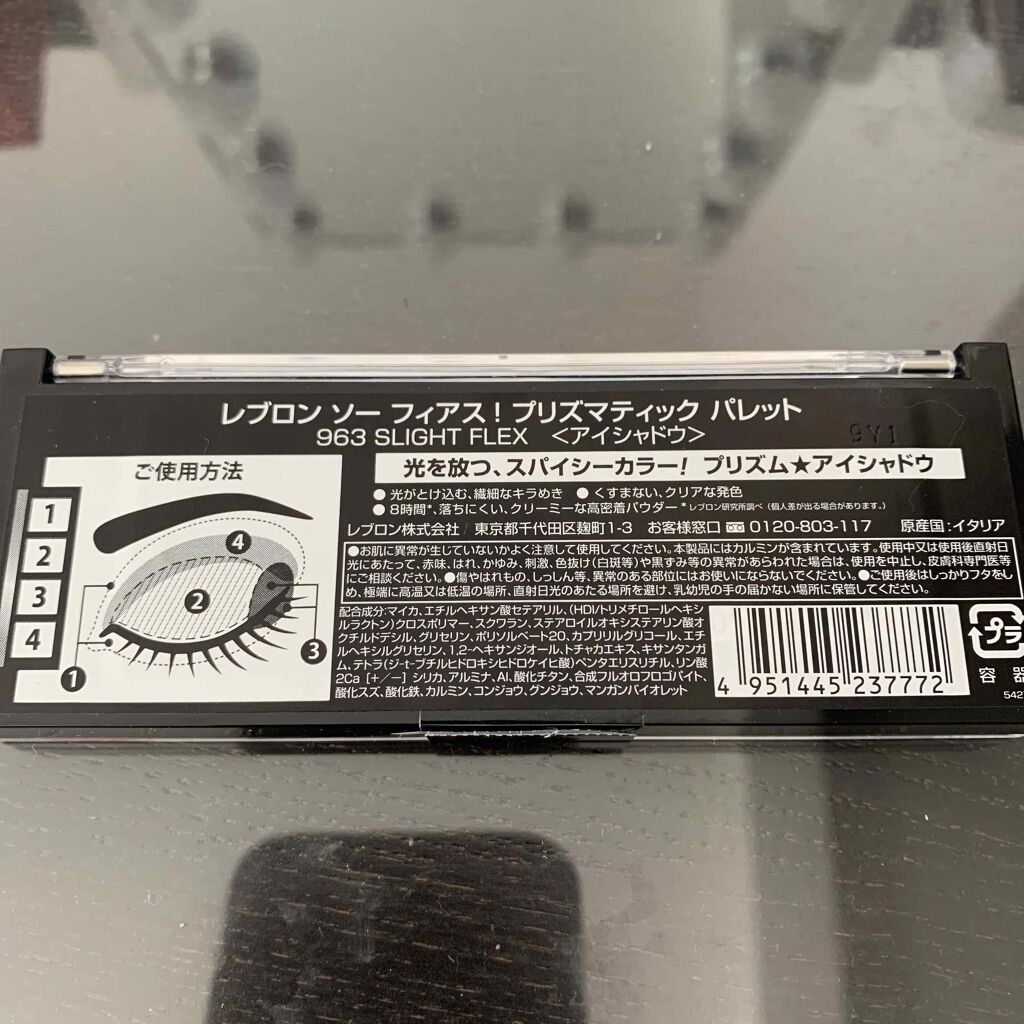 レブロン ソー フィアス！ プリズマティック パレット
963 SLIGHT FLEX ＜アイシャドウ＞
9Y1
ご使用方法
1
2
3
4
④
②
③
①
光を放つ、スパイシーカラー！ プリズム★アイシャドウ
●光がとけ込む、繊細なキラめき ●くすまない、クリアな発色
●8時間*、落ちにくい、クリーミーな高密着パウダー *レブロン研究所調べ（個人差が出る場合があります。）
レブロン株式会社／東京都千代田区麹町1-3 お客様窓口 0120-803-117 原産国：イタリア
●お肌に異常が生じていないかよく注意して使用してください。本製品にはカルミンが含まれています。使用中又は使用後直射日
光にあたって、赤味、はれ、かゆみ、刺激、色抜け（白斑等）や黒ずみ等の異常があらわれた場合は、使用を中止し、皮膚科専門医等
にご相談ください。●傷やはれもの、しっしん等、異常のある部位にはお使いにならないでください。●ご使用後はしっかりフタをし
め、極端に高温又は低温の場所、直射日光のあたる場所を避け、乳幼児の手の届かない場所に保管してください。
配合成分：マイカ、エチルヘキサン酸セテアリル、（HDI/トリメチロールヘキシ
ルラクトン）クロスポリマー、スクワラン、ステアロイルオキシステアリン酸オ
クチルドデシル、グリセリン、ポリソルベート20、カプリリルグリコール、エチ
ルヘキシルグリセリン、1,2-ヘキサンジオール、トチャカエキス、キサンタンガ
ム、テトラ（ジ-t-ブチルヒドロキシヒドロケイヒ酸）ペンタエリスリチル、リン酸
2Ca ［+/－］ シリカ、アルミナ、Al、酸化チタン、合成フルオロフロゴパイト、
酸化スズ、酸化鉄、カルミン、コンジョウ、グンジョウ、マンガンバイオレット
4 951445 237772
プラ
容器